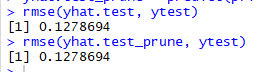 > rmse(yhat.test, ytest)
[1] 0.1278694
> rmse(yhat.test_prune, ytest)
[1] 0.1278694
>